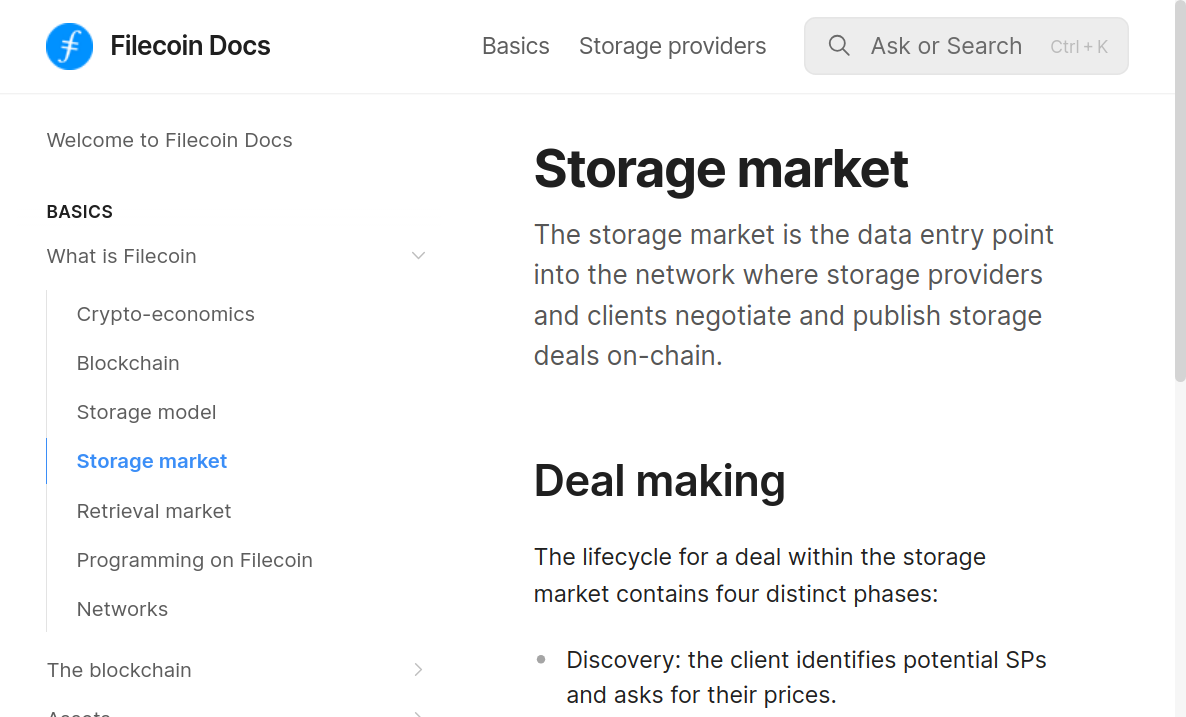 Filecoin Docs
Basics
Storage providers
Ask or Search
Ctrl + K
Welcome to Filecoin Docs
BASICS
What is Filecoin
Crypto-economics
Blockchain
Storage model
Storage market
Retrieval market
Programming on Filecoin
Networks
The blockchain
Assets
Storage market
The storage market is the data entry point
into the network where storage providers
and clients negotiate and publish storage
deals on-chain.
Deal making
The lifecycle for a deal within the storage
market contains four distinct phases:
Discovery: the client identifies potential SPs
and asks for their prices.